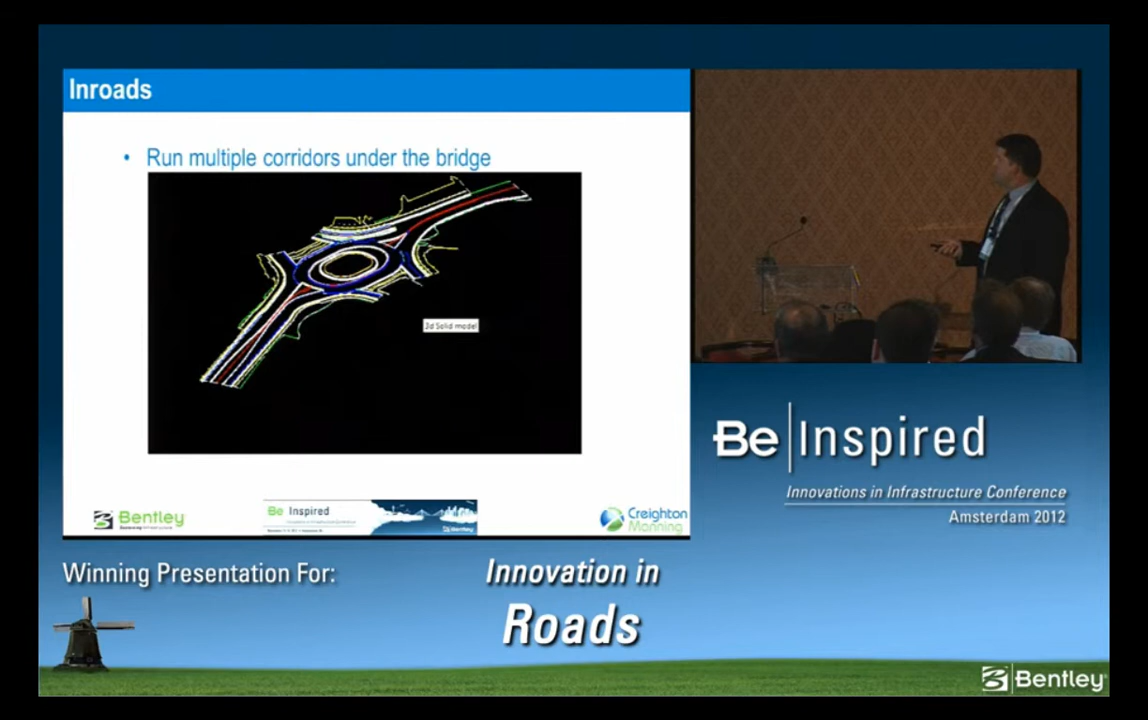 Inroads
• Run multiple corridors under the bridge
3d Solid model
Bentley
Be Inspired
Bentley
Creighton
Manning
Be Inspired
Innovations in Infrastructure Conference
Amsterdam 2012
Winning Presentation For:
Innovation in
Roads
Bentley